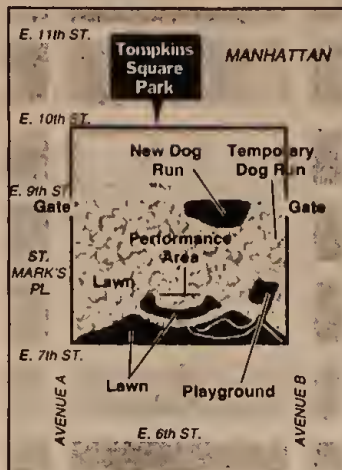 E. 11th ST.
Tompkins
Square
Park
MANHATTAN
E. 10th ST.
New Dog
Run
Temporary
Dog Run
E. 9th ST.
Gate
Gate
Performance
Area
ST.
MARK'S
PL.
Lawn
E. 7th ST.
Lawn
Playground
AVENUE A
AVENUE B
E. 6th ST.